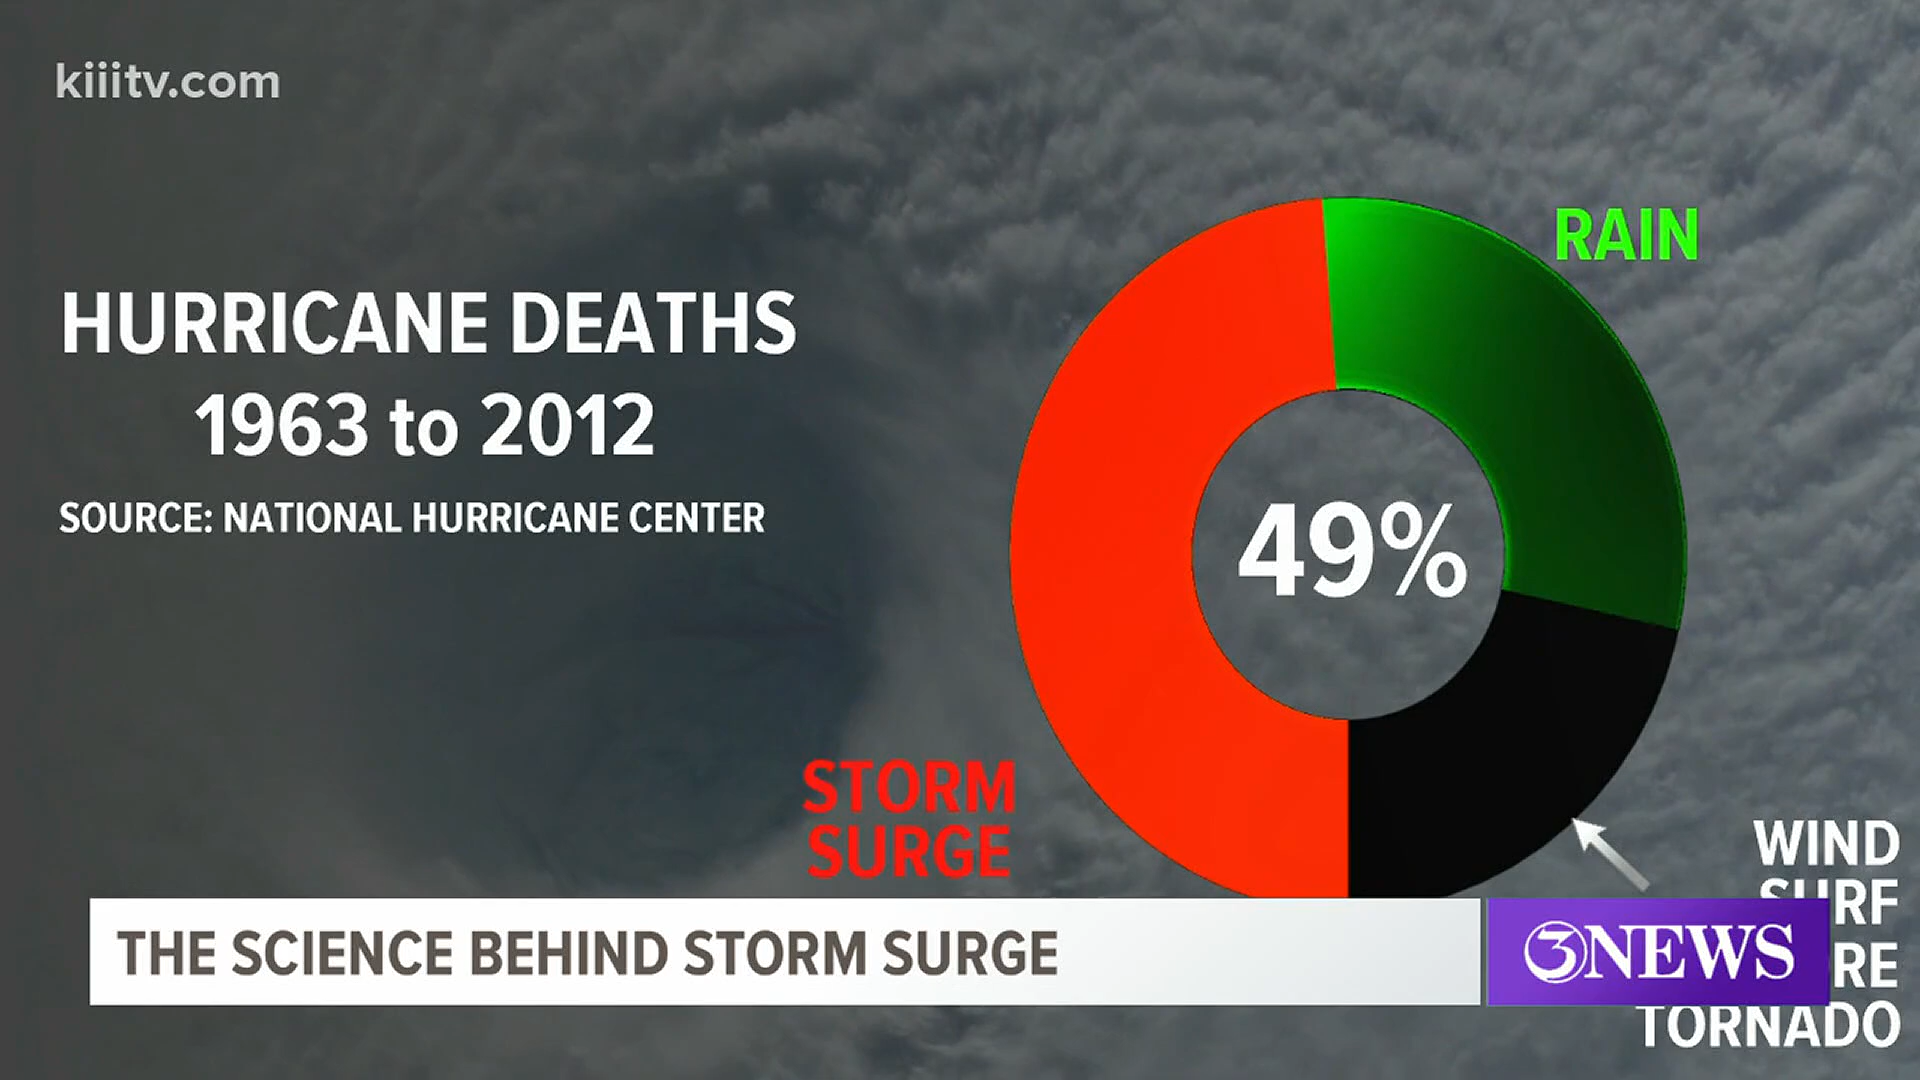 kiiitv.com
HURRICANE DEATHS
1963 to 2012
SOURCE: NATIONAL HURRICANE CENTER
RAIN
49%
STORM
SURGE
WIND
SURF
THE SCIENCE BEHIND STORM SURGE
3NEWS
TORNADO